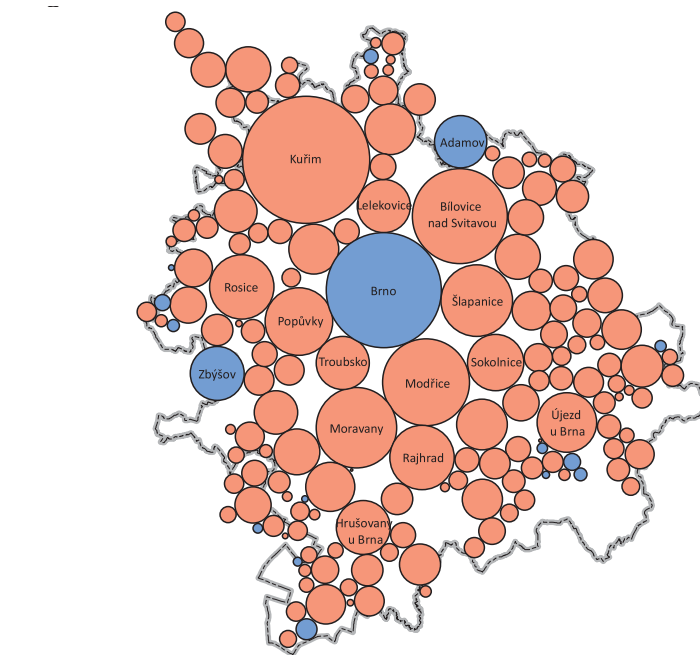 Adamov
Kuřim
Lelekovice
Bílovice
nad Svitavou
Rosice
Brno
Šlapanice
Popůvky
Troubsko
Sokolnice
Zbýšov
Modřice
Moravany
Újezd
u Brna
Rajhrad
Hrušovany
u Brna